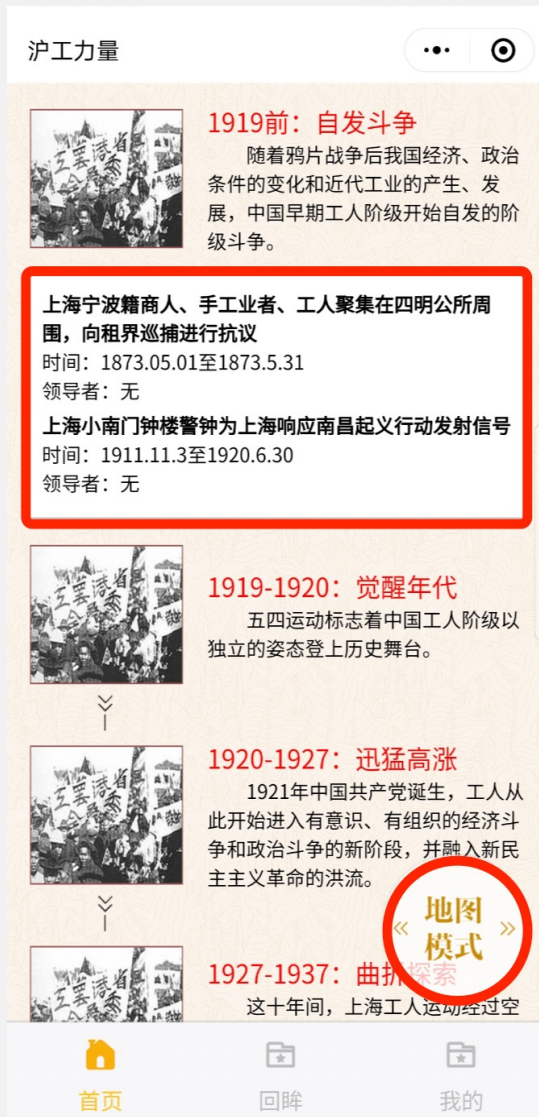 沪工力量
1919前：自发斗争
随着鸦片战争后我国经济、政治
条件的变化和近代工业的产生、发
展，中国早期工人阶级开始自发的阶
级斗争。
上海宁波籍商人、手工业者、工人聚集在四明公所周
围，向租界巡捕进行抗议
时间：1873.05.01至1873.5.31
领导者：无
上海小南门钟楼警钟为上海响应南昌起义行动发射信号
时间：1911.11.3至1920.6.30
领导者：无
1919-1920：觉醒年代
五四运动标志着中国工人阶级以
独立的姿态登上历史舞台。
1920-1927：迅猛高涨
1921年中国共产党诞生，工人从
此开始进入有意识、有组织的经济斗
争和政治斗争的新阶段，并融入新民
主主义革命的洪流。
地图
模式
1927-1937：曲折探索
这十年间，上海工人运动经过空
首页
回眸
我的